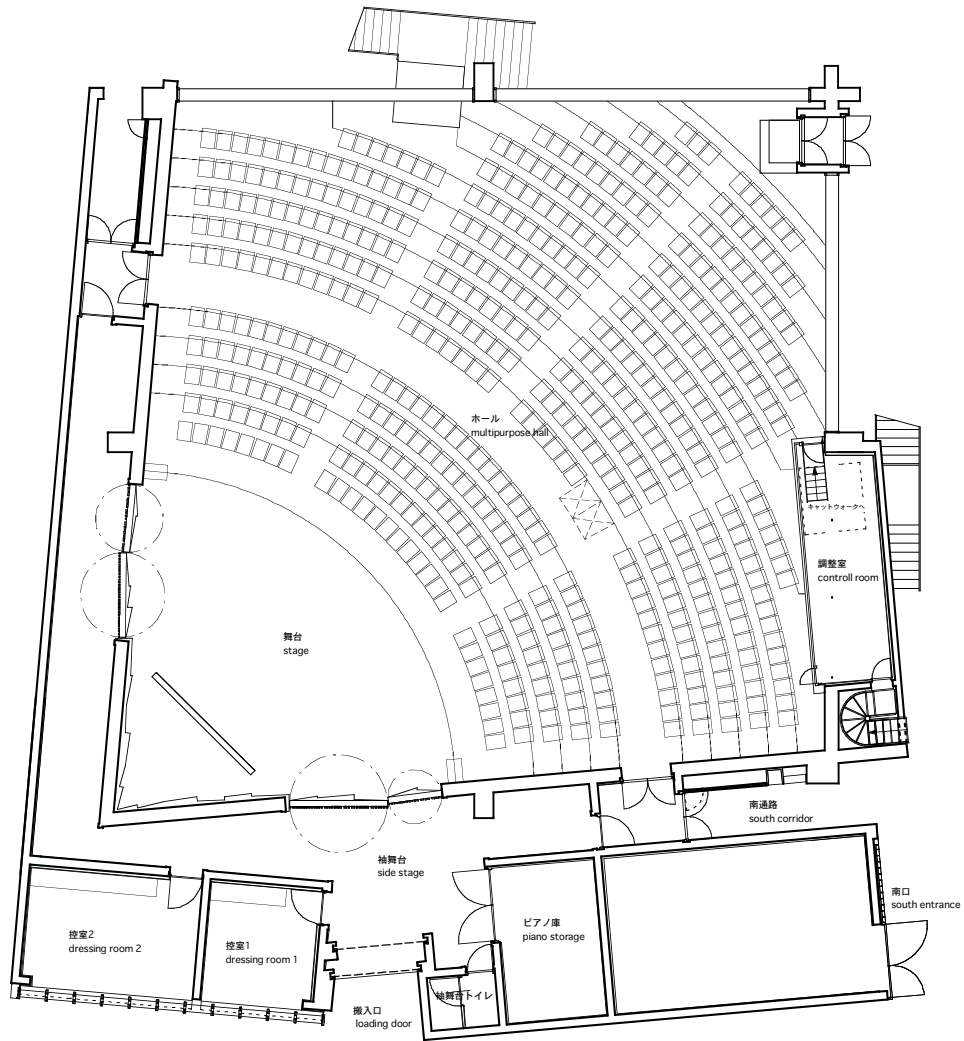 ホール
multipurpose hall
キャットウォークへ
調整室
controll room
舞台
stage
南通路
south corridor
袖舞台
side stage
南口
south entrance
ピアノ庫
piano storage
控室2
dressing room 2
控室1
dressing room 1
袖舞台トイレ
搬入口
loading door